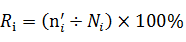 Rᵢ = (n′ᵢ ÷ Nᵢ) × 100%